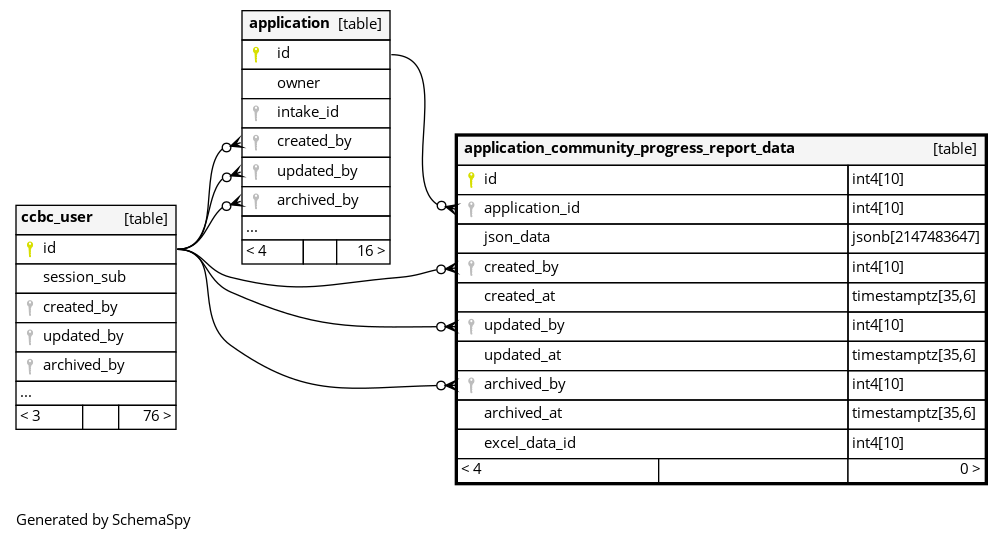 application [table]
id
owner
intake_id
created_by
updated_by
archived_by
...
< 4 16 >
ccbc_user [table]
id
session_sub
created_by
updated_by
archived_by
...
< 3 76 >
application_community_progress_report_data [table]
id int4[10]
application_id int4[10]
json_data jsonb[2147483647]
created_by int4[10]
created_at timestamptz[35,6]
updated_by int4[10]
updated_at timestamptz[35,6]
archived_by int4[10]
archived_at timestamptz[35,6]
excel_data_id int4[10]
< 4 0 >
Generated by SchemaSpy